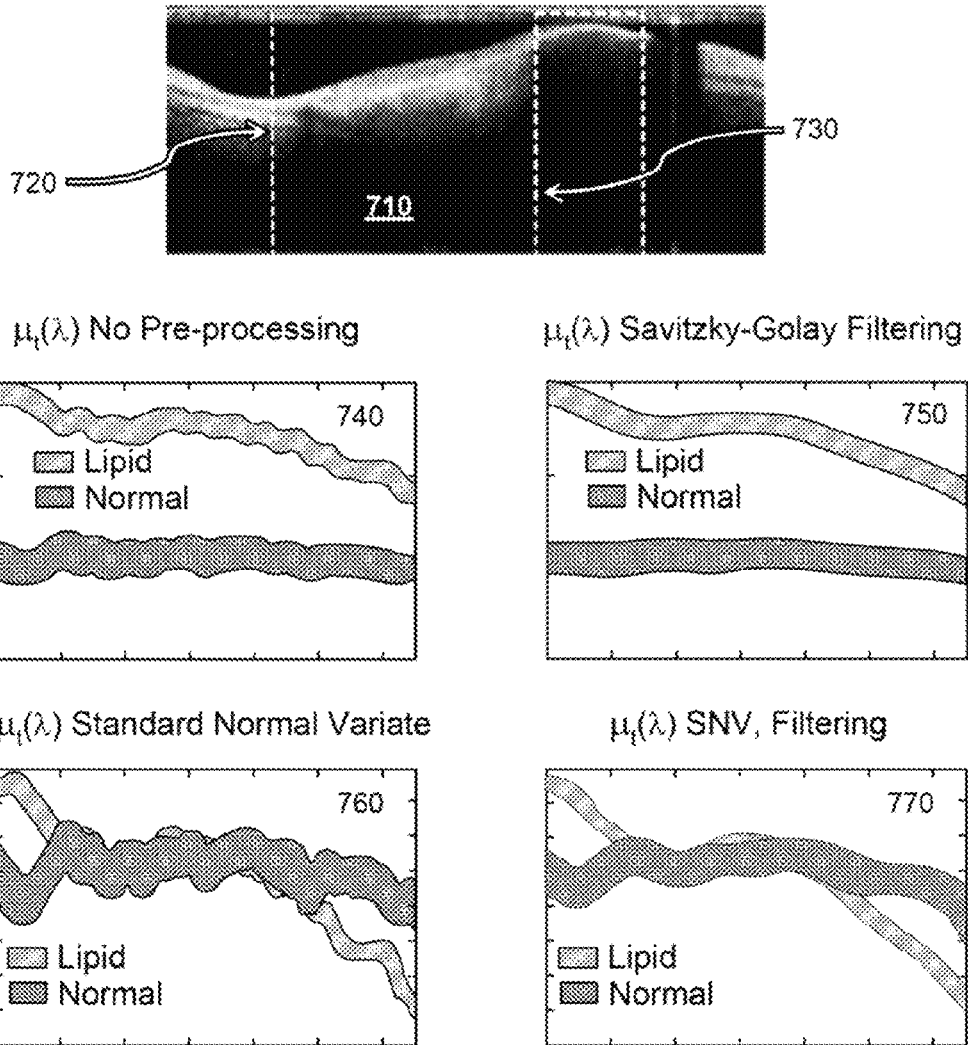 730
720
710
μt(λ) No Pre-processing
μt(λ) Savitzky-Golay Filtering
740
Lipid
Normal
750
Lipid
Normal
μt(λ) Standard Normal Variate
μt(λ) SNV, Filtering
760
Lipid
Normal
770
Lipid
Normal